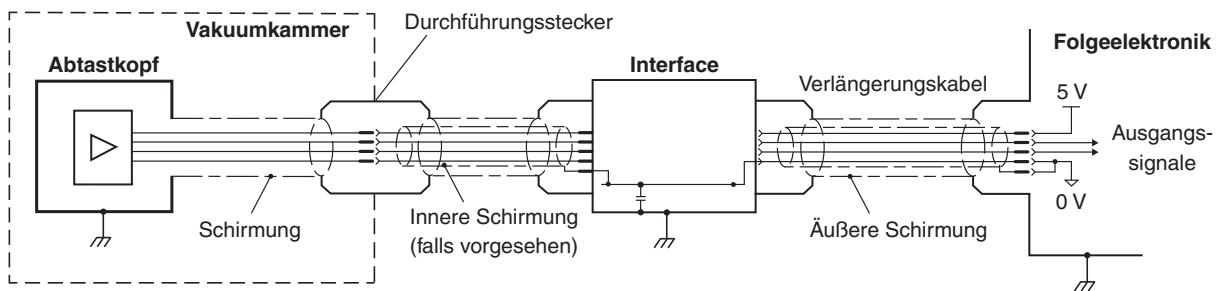 Vakuumkammer
Durchführungsstecker
Folgeelektronik
Abtastkopf
Interface
Verlängerungskabel
5 V
Ausgangs-
signale
0 V
Schirmung
Innere Schirmung
(falls vorgesehen)
Äußere Schirmung